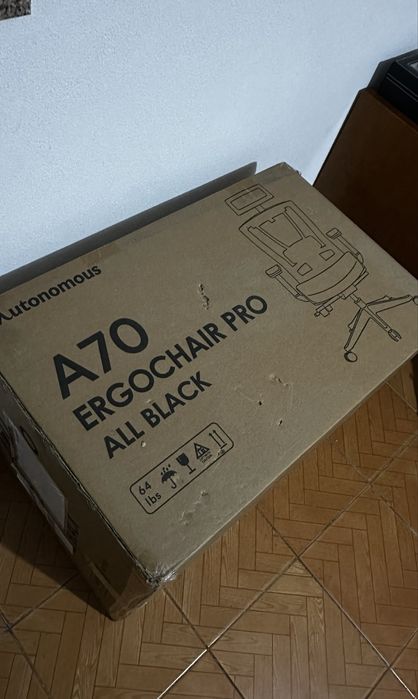 Autonomous
A70
ERGOCHAIR PRO
ALL BLACK
64
lbs